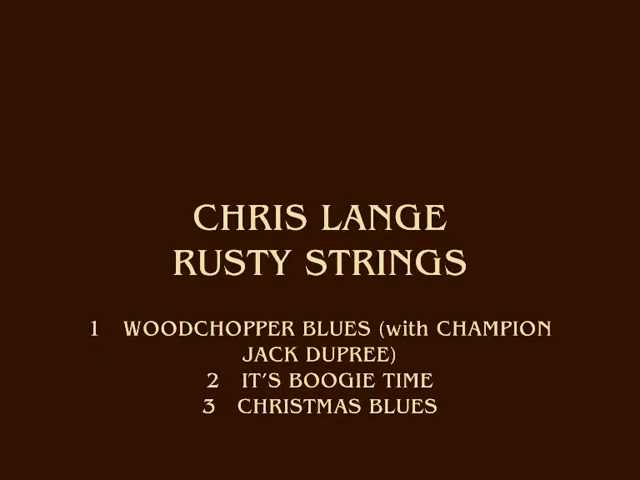 CHRIS LANGE
RUSTY STRINGS
1 WOODCHOPPER BLUES (with CHAMPION
JACK DUPREE)
2 IT'S BOOGIE TIME
3 CHRISTMAS BLUES